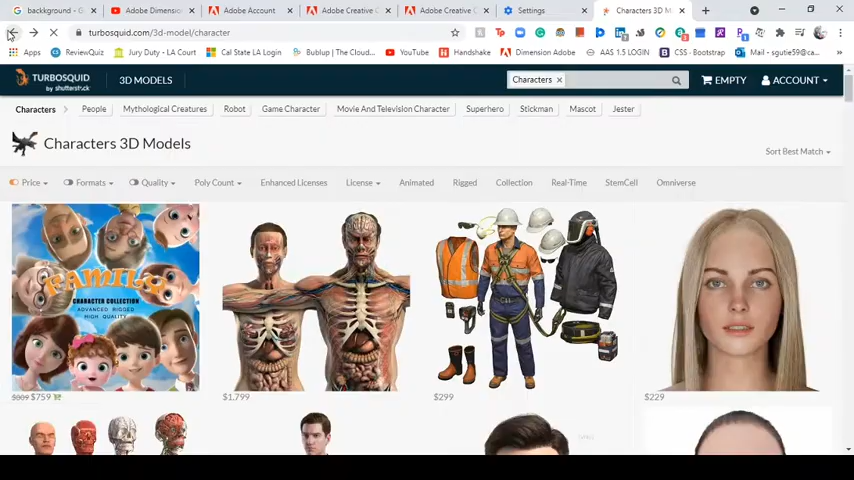 backkground - G
Adobe Dimensi
Adobe Account
Adobe Creative C
Adobe Creative C
Settings
Characters 3D M
turbosquid.com/3d-model/character
Apps
ReviewQuiz
Jury Duty - LA Court
Cal State LA Login
Bublup - The Cloud...
YouTube
Handshake
Dimension Adobe
AAS 1.5 LOGIN
CSS · Bootstrap
Mail - sgutie59@ca...
TURBOSQUID
by shutterstock
3D MODELS
Characters ×
EMPTY
ACCOUNT
Characters
People
Mythological Creatures
Robot
Game Character
Movie And Television Character
Superhero
Stickman
Mascot
Jester
Characters 3D Models
Sort Best Match
Price
Formats
Quality
Poly Count
Enhanced Licenses
License
Animated
Rigged
Collection
Real-Time
StemCell
Omniverse
FAMILY
CHARACTER COLLECTION
ADVANCED RIGGED
HIGH QUALITY
$759
$1,799
$299
$229